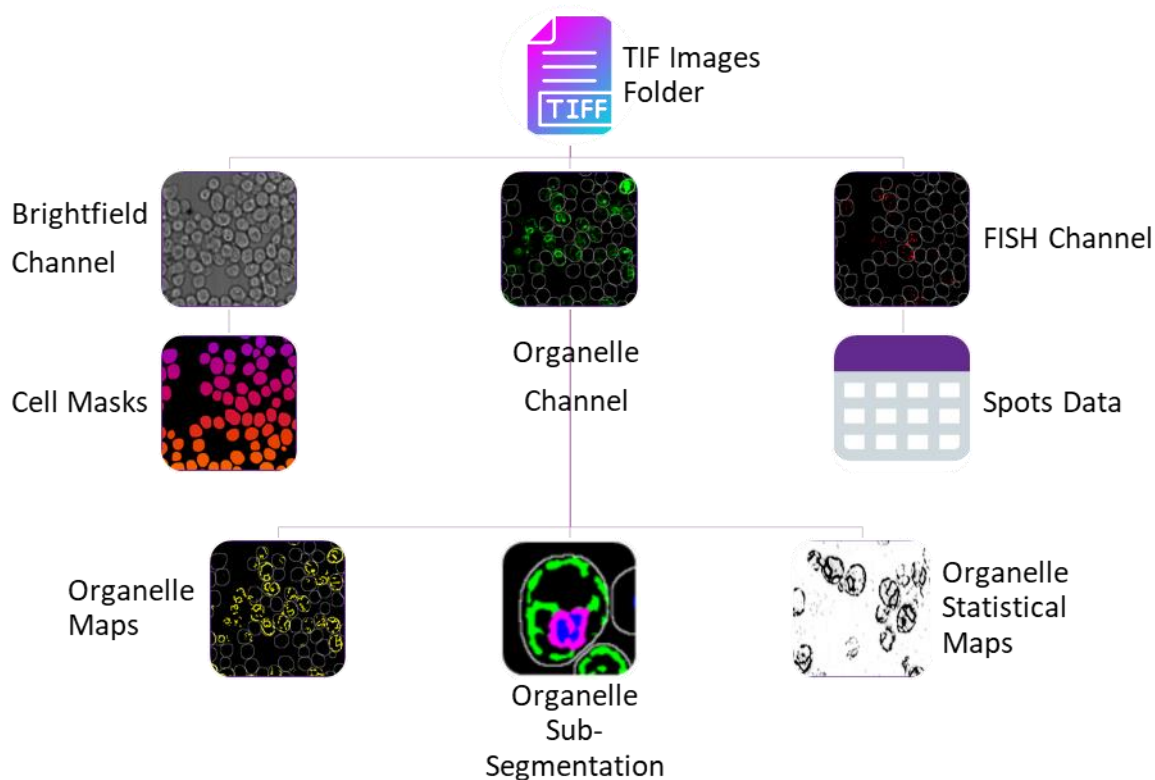 TIFF
TIF Images
Folder
Brightfield
Channel
FISH Channel
Organelle
Channel
Cell Masks
Spots Data
Organelle
Maps
Organelle
Sub-
Segmentation
Organelle
Statistical
Maps